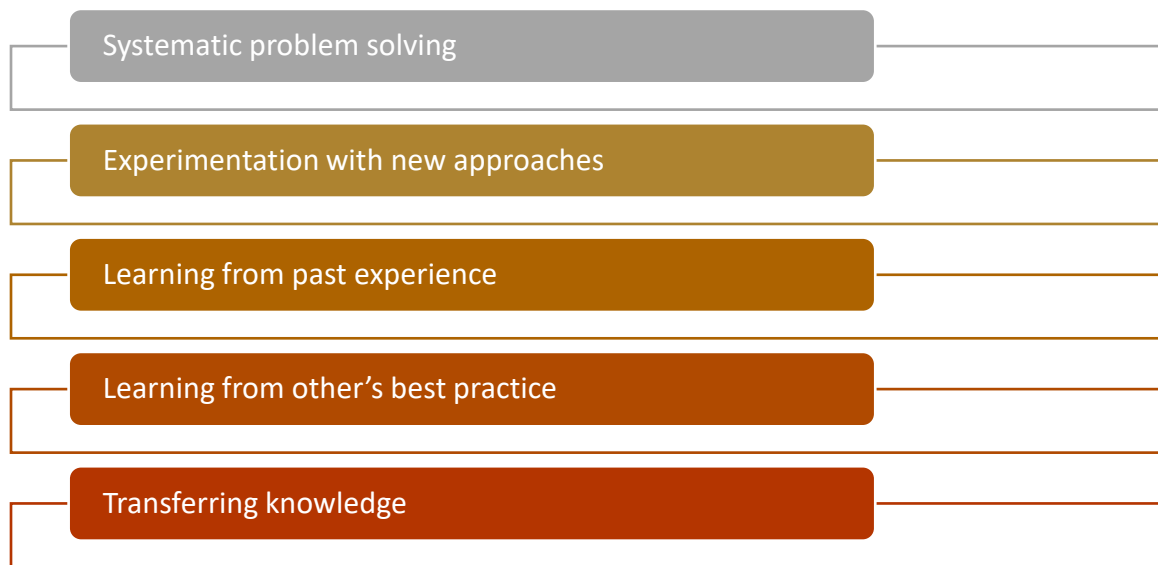 Systematic problem solving
Experimentation with new approaches
Learning from past experience
Learning from other’s best practice
Transferring knowledge